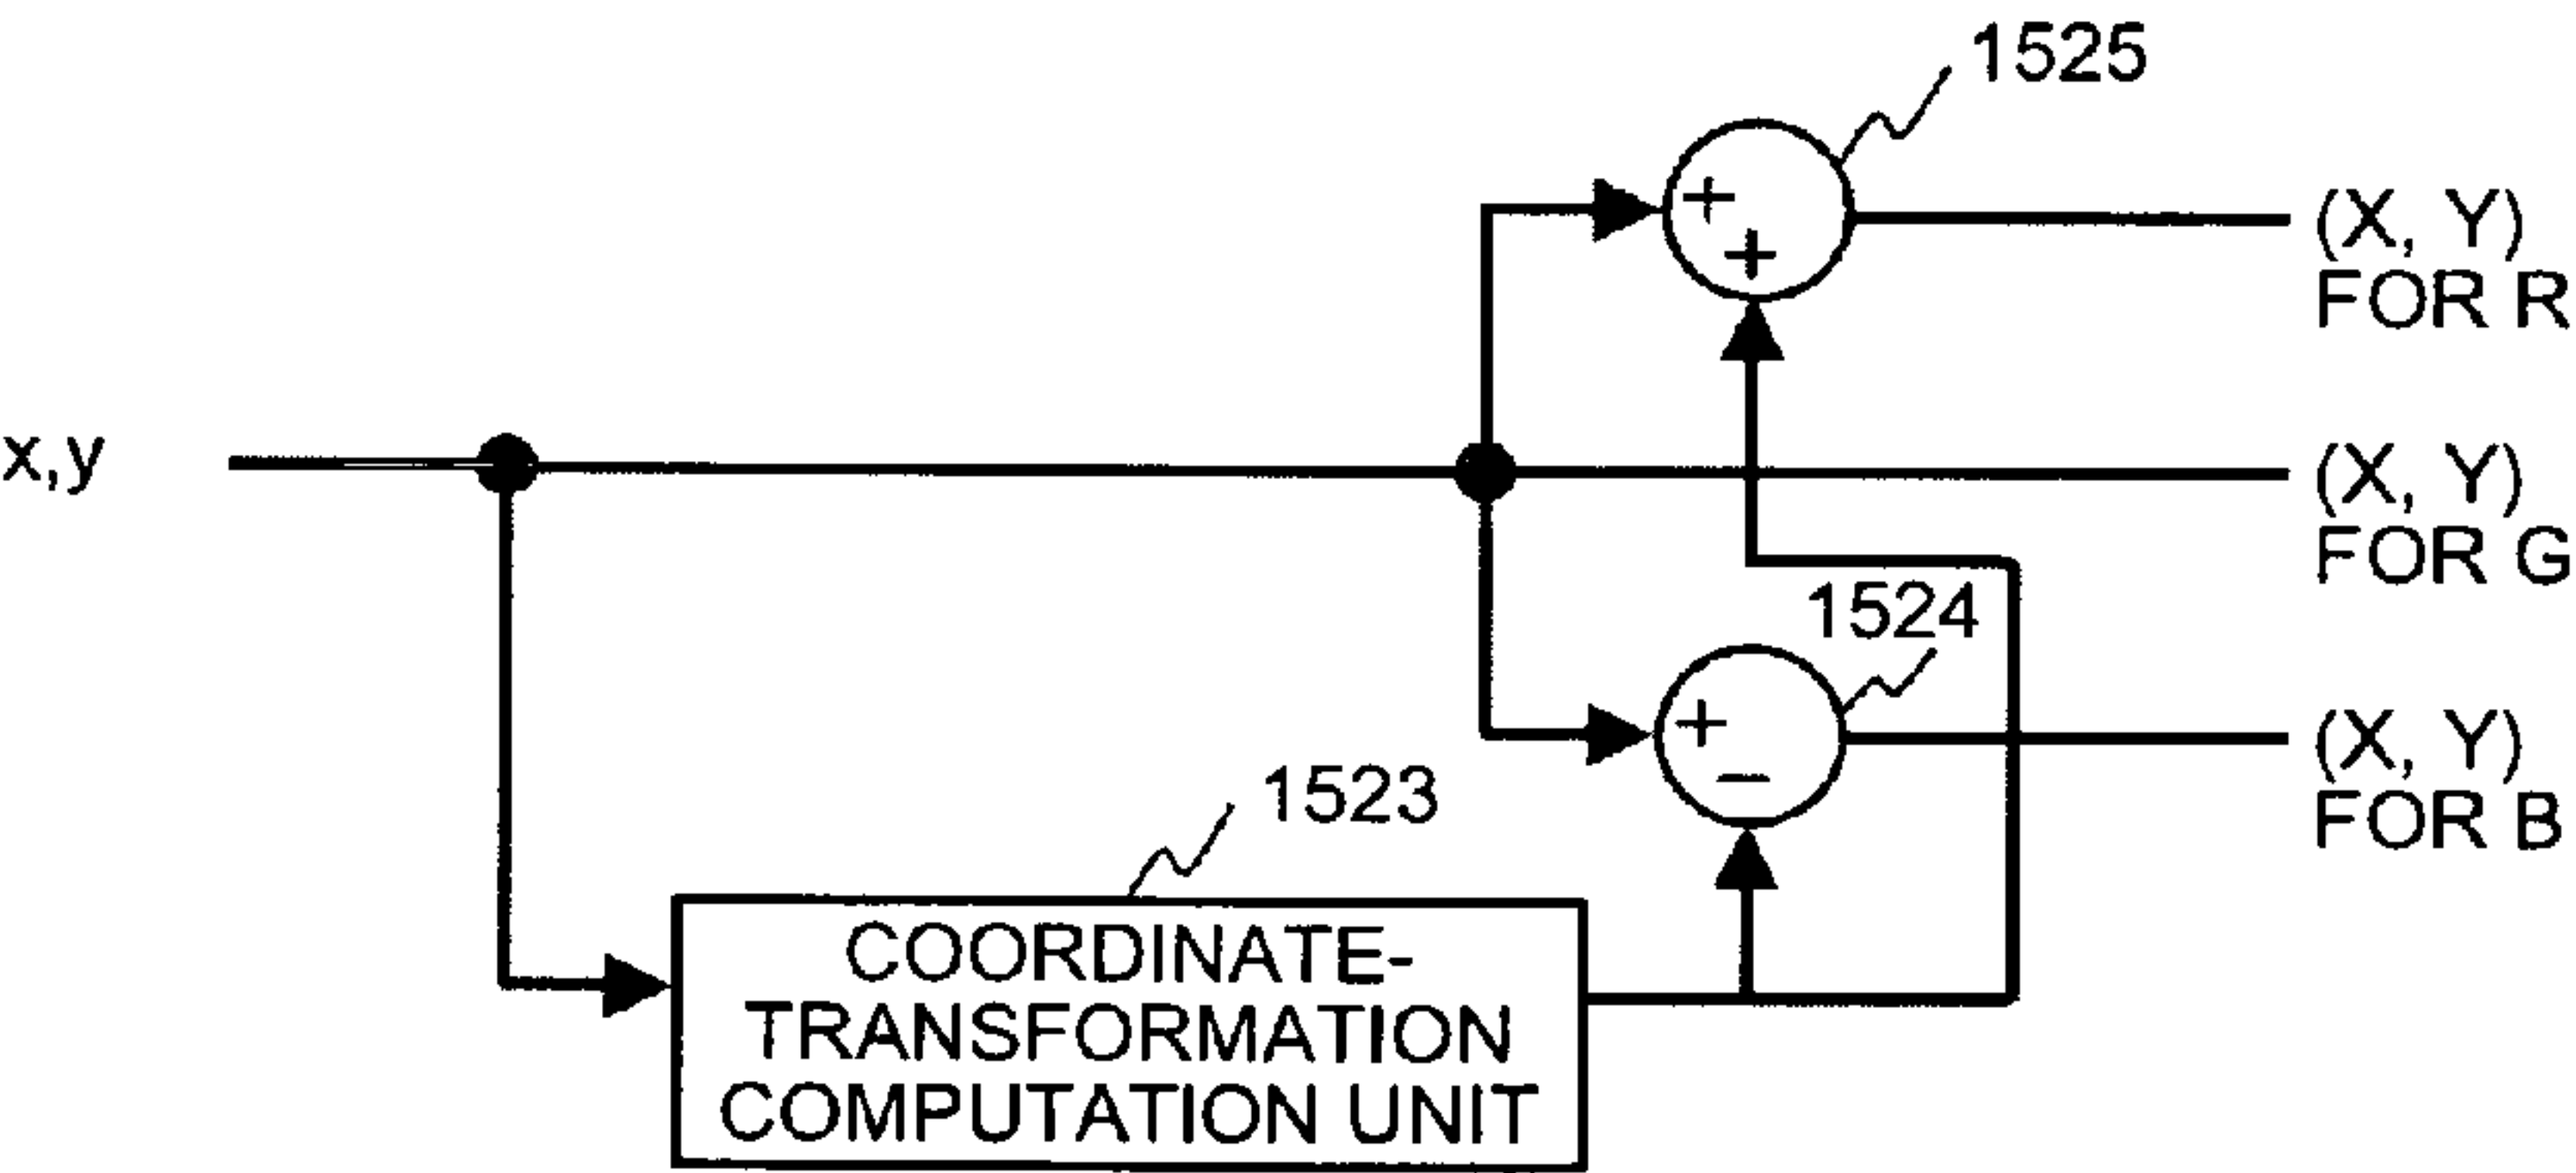 1525
+
+
(X, Y)
FOR R
x,y
(X, Y)
FOR G
1524
+
−
(X, Y)
FOR B
1523
COORDINATE-
TRANSFORMATION
COMPUTATION UNIT